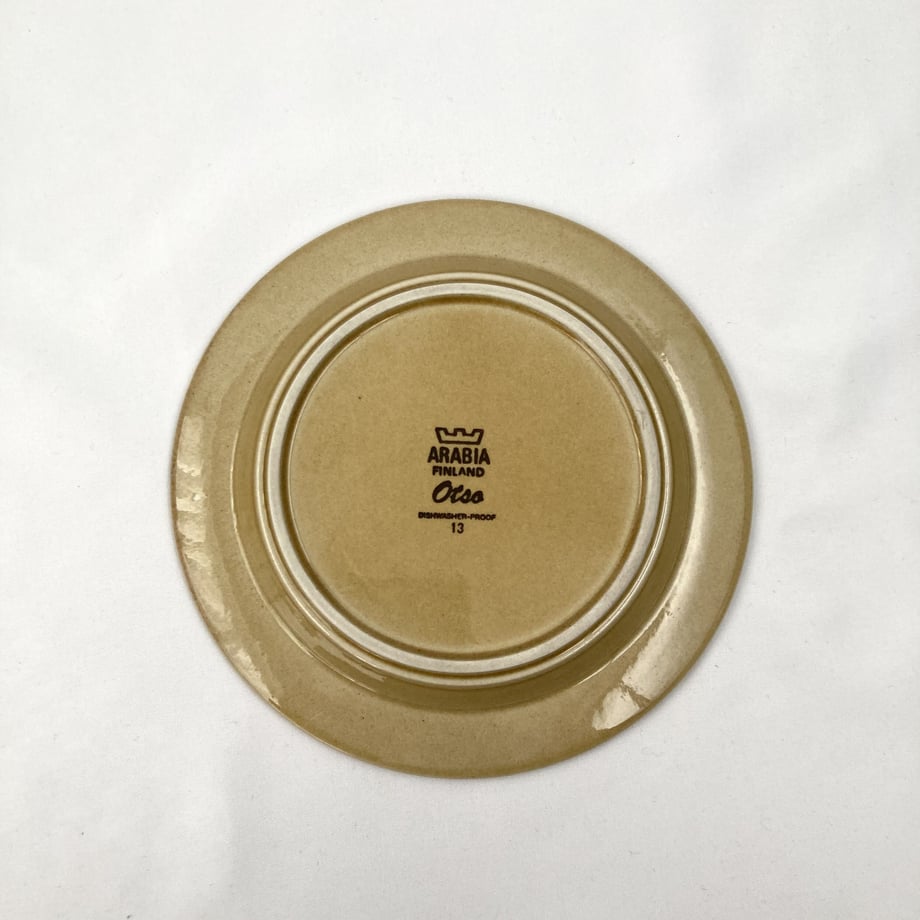 ARABIA
FINLAND
Otso
DISHWASHER-PROOF
13